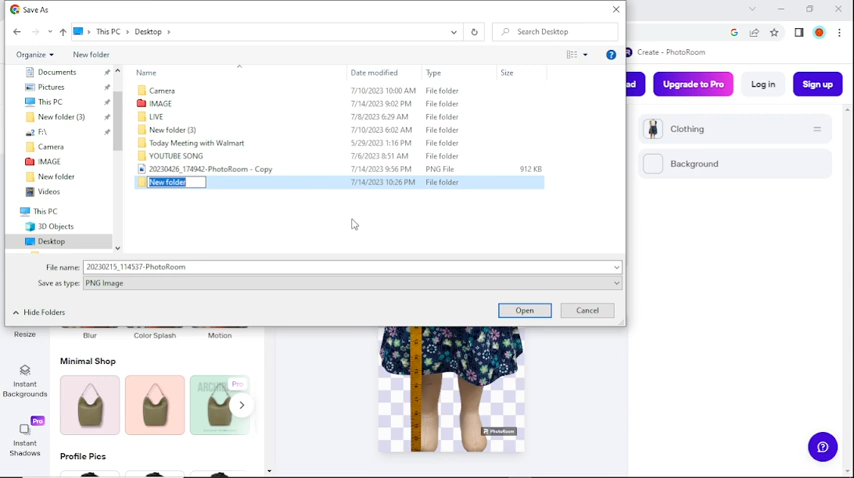 Save As
This PC > Desktop >
Search Desktop
Create - PhotoRoom
Organize
New folder
Name
Date modified
Type
Size
Documents
Pictures
This PC
New folder (3)
F:\
Camera
IMAGE
New folder
Videos
This PC
3D Objects
Desktop
Camera 7/10/2023 10:00 AM File folder
IMAGE 7/14/2023 9:02 PM File folder
LIVE 7/8/2023 6:29 AM File folder
New folder (3) 7/10/2023 6:02 AM File folder
Today Meeting with Walmart 5/29/2023 1:16 PM File folder
YOUTUBE SONG 7/6/2023 8:51 AM File folder
20230426_174942-PhotoRoom - Copy 7/14/2023 9:56 PM PNG File 912 KB
New folder 7/14/2023 10:26 PM File folder
File name: 20230215_114537-PhotoRoom
Save as type: PNG Image
Hide Folders
Open
Cancel
ad
Upgrade to Pro
Log in
Sign up
Clothing
Background
Resize
Blur
Color Splash
Motion
Minimal Shop
Instant
Backgrounds
Pro
ARCHI
Pro
Instant
Shadows
PhotoRoom
Profile Pics